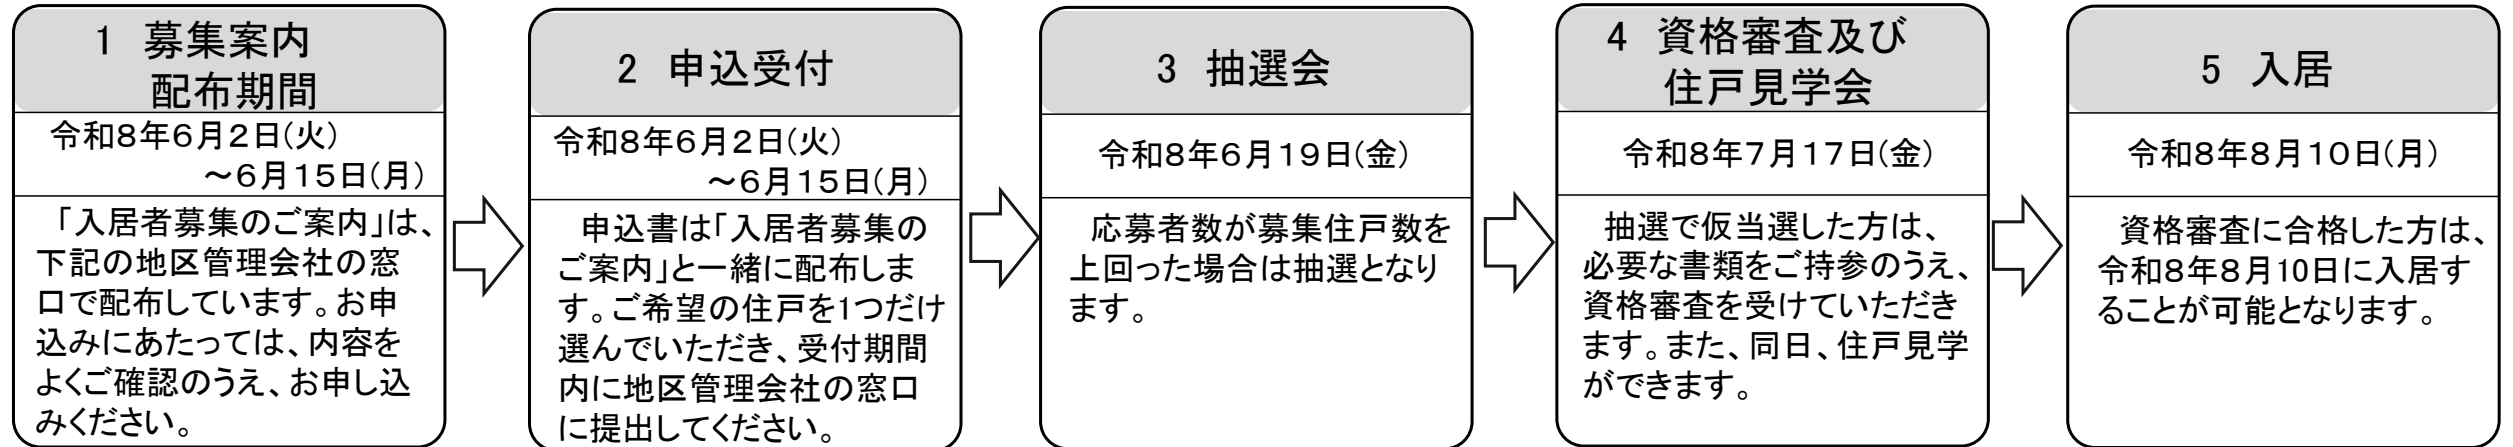 1　募集案内
配布期間
令和８年６月２日(火)
～６月１５日(月)
「入居者募集のご案内」は、
下記の地区管理会社の窓
口で配布しています。お申
込みにあたっては、内容を
よくご確認のうえ、お申し込
みください。
2　申込受付
令和８年６月２日(火)
～６月１５日(月)
申込書は「入居者募集の
ご案内」と一緒に配布しま
す。ご希望の住戸を1つだけ
選んでいただき、受付期間
内に地区管理会社の窓口
に提出してください。
3　抽選会
令和８年６月１９日(金)
応募者数が募集住戸数を
上回った場合は抽選となり
ます。
4　資格審査及び
住戸見学会
令和８年７月１７日(金)
抽選で仮当選した方は、
必要な書類をご持参のうえ、
資格審査を受けていただき
ます。また、同日、住戸見学
ができます。
5　入居
令和８年８月１０日(月)
資格審査に合格した方は、
令和８年８月10日に入居す
ることが可能となります。